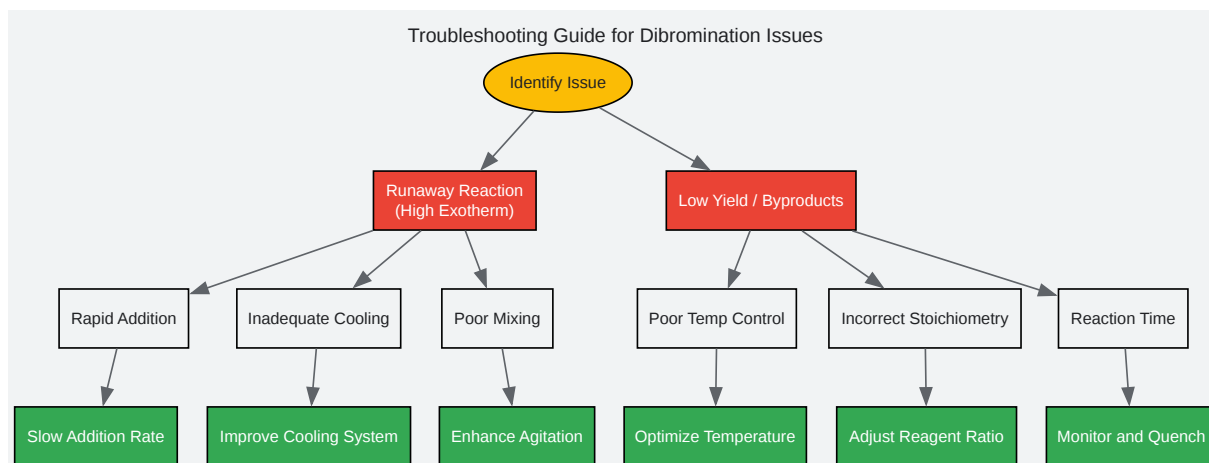 Troubleshooting Guide for Dibromination Issues
Identify Issue
Runaway Reaction
(High Exotherm)
Low Yield / Byproducts
Rapid Addition
Inadequate Cooling
Poor Mixing
Poor Temp Control
Incorrect Stoichiometry
Reaction Time
Slow Addition Rate
Improve Cooling System
Enhance Agitation
Optimize Temperature
Adjust Reagent Ratio
Monitor and Quench